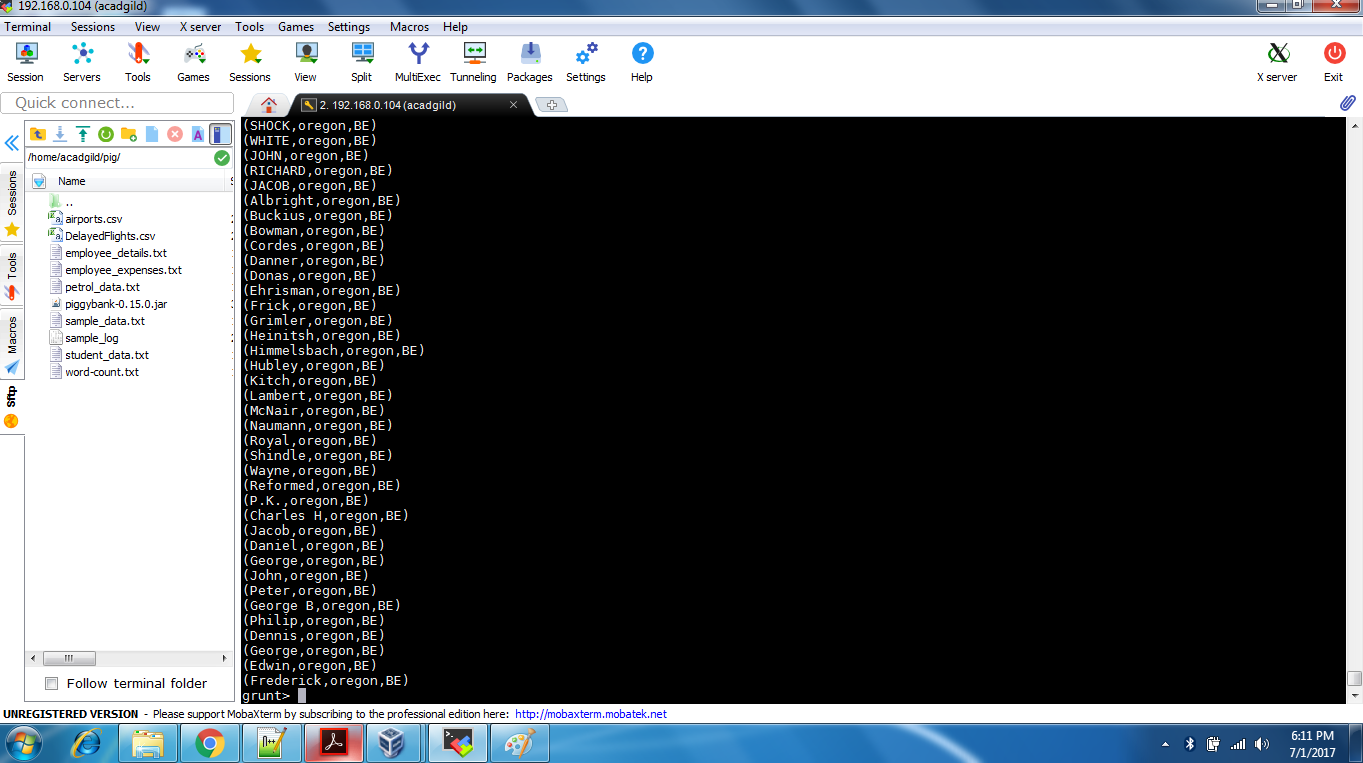 192.168.0.104 (acadgild)
Terminal Sessions View X server Tools Games Settings Macros Help
Session Servers Tools Games Sessions View Split MultiExec Tunneling Packages Settings Help X server Exit
Quick connect...
2. 192.168.0.104 (acadgild)
/home/acadgild/pig/
Name
..
airports.csv
DelayedFlights.csv
employee_details.txt
employee_expenses.txt
petrol_data.txt
piggybank-0.15.0.jar
sample_data.txt
sample_log
student_data.txt
word-count.txt
Sessions
Tools
Macros
Sftp
Follow terminal folder
(SHOCK,oregon,BE)
(WHITE,oregon,BE)
(JOHN,oregon,BE)
(RICHARD,oregon,BE)
(JACOB,oregon,BE)
(Albright,oregon,BE)
(Buckius,oregon,BE)
(Bowman,oregon,BE)
(Cordes,oregon,BE)
(Danner,oregon,BE)
(Donas,oregon,BE)
(Ehrisman,oregon,BE)
(Frick,oregon,BE)
(Grimler,oregon,BE)
(Heinitsh,oregon,BE)
(Himmelsbach,oregon,BE)
(Hubley,oregon,BE)
(Kitch,oregon,BE)
(Lambert,oregon,BE)
(McNair,oregon,BE)
(Naumann,oregon,BE)
(Royal,oregon,BE)
(Shindle,oregon,BE)
(Wayne,oregon,BE)
(Reformed,oregon,BE)
(P.K.,oregon,BE)
(Charles H,oregon,BE)
(Jacob,oregon,BE)
(Daniel,oregon,BE)
(George,oregon,BE)
(John,oregon,BE)
(Peter,oregon,BE)
(George B,oregon,BE)
(Philip,oregon,BE)
(Dennis,oregon,BE)
(George,oregon,BE)
(Edwin,oregon,BE)
(Frederick,oregon,BE)
grunt>
UNREGISTERED VERSION - Please support MobaXterm by subscribing to the professional edition here: http://mobaxterm.mobatek.net
6:11 PM
7/1/2017